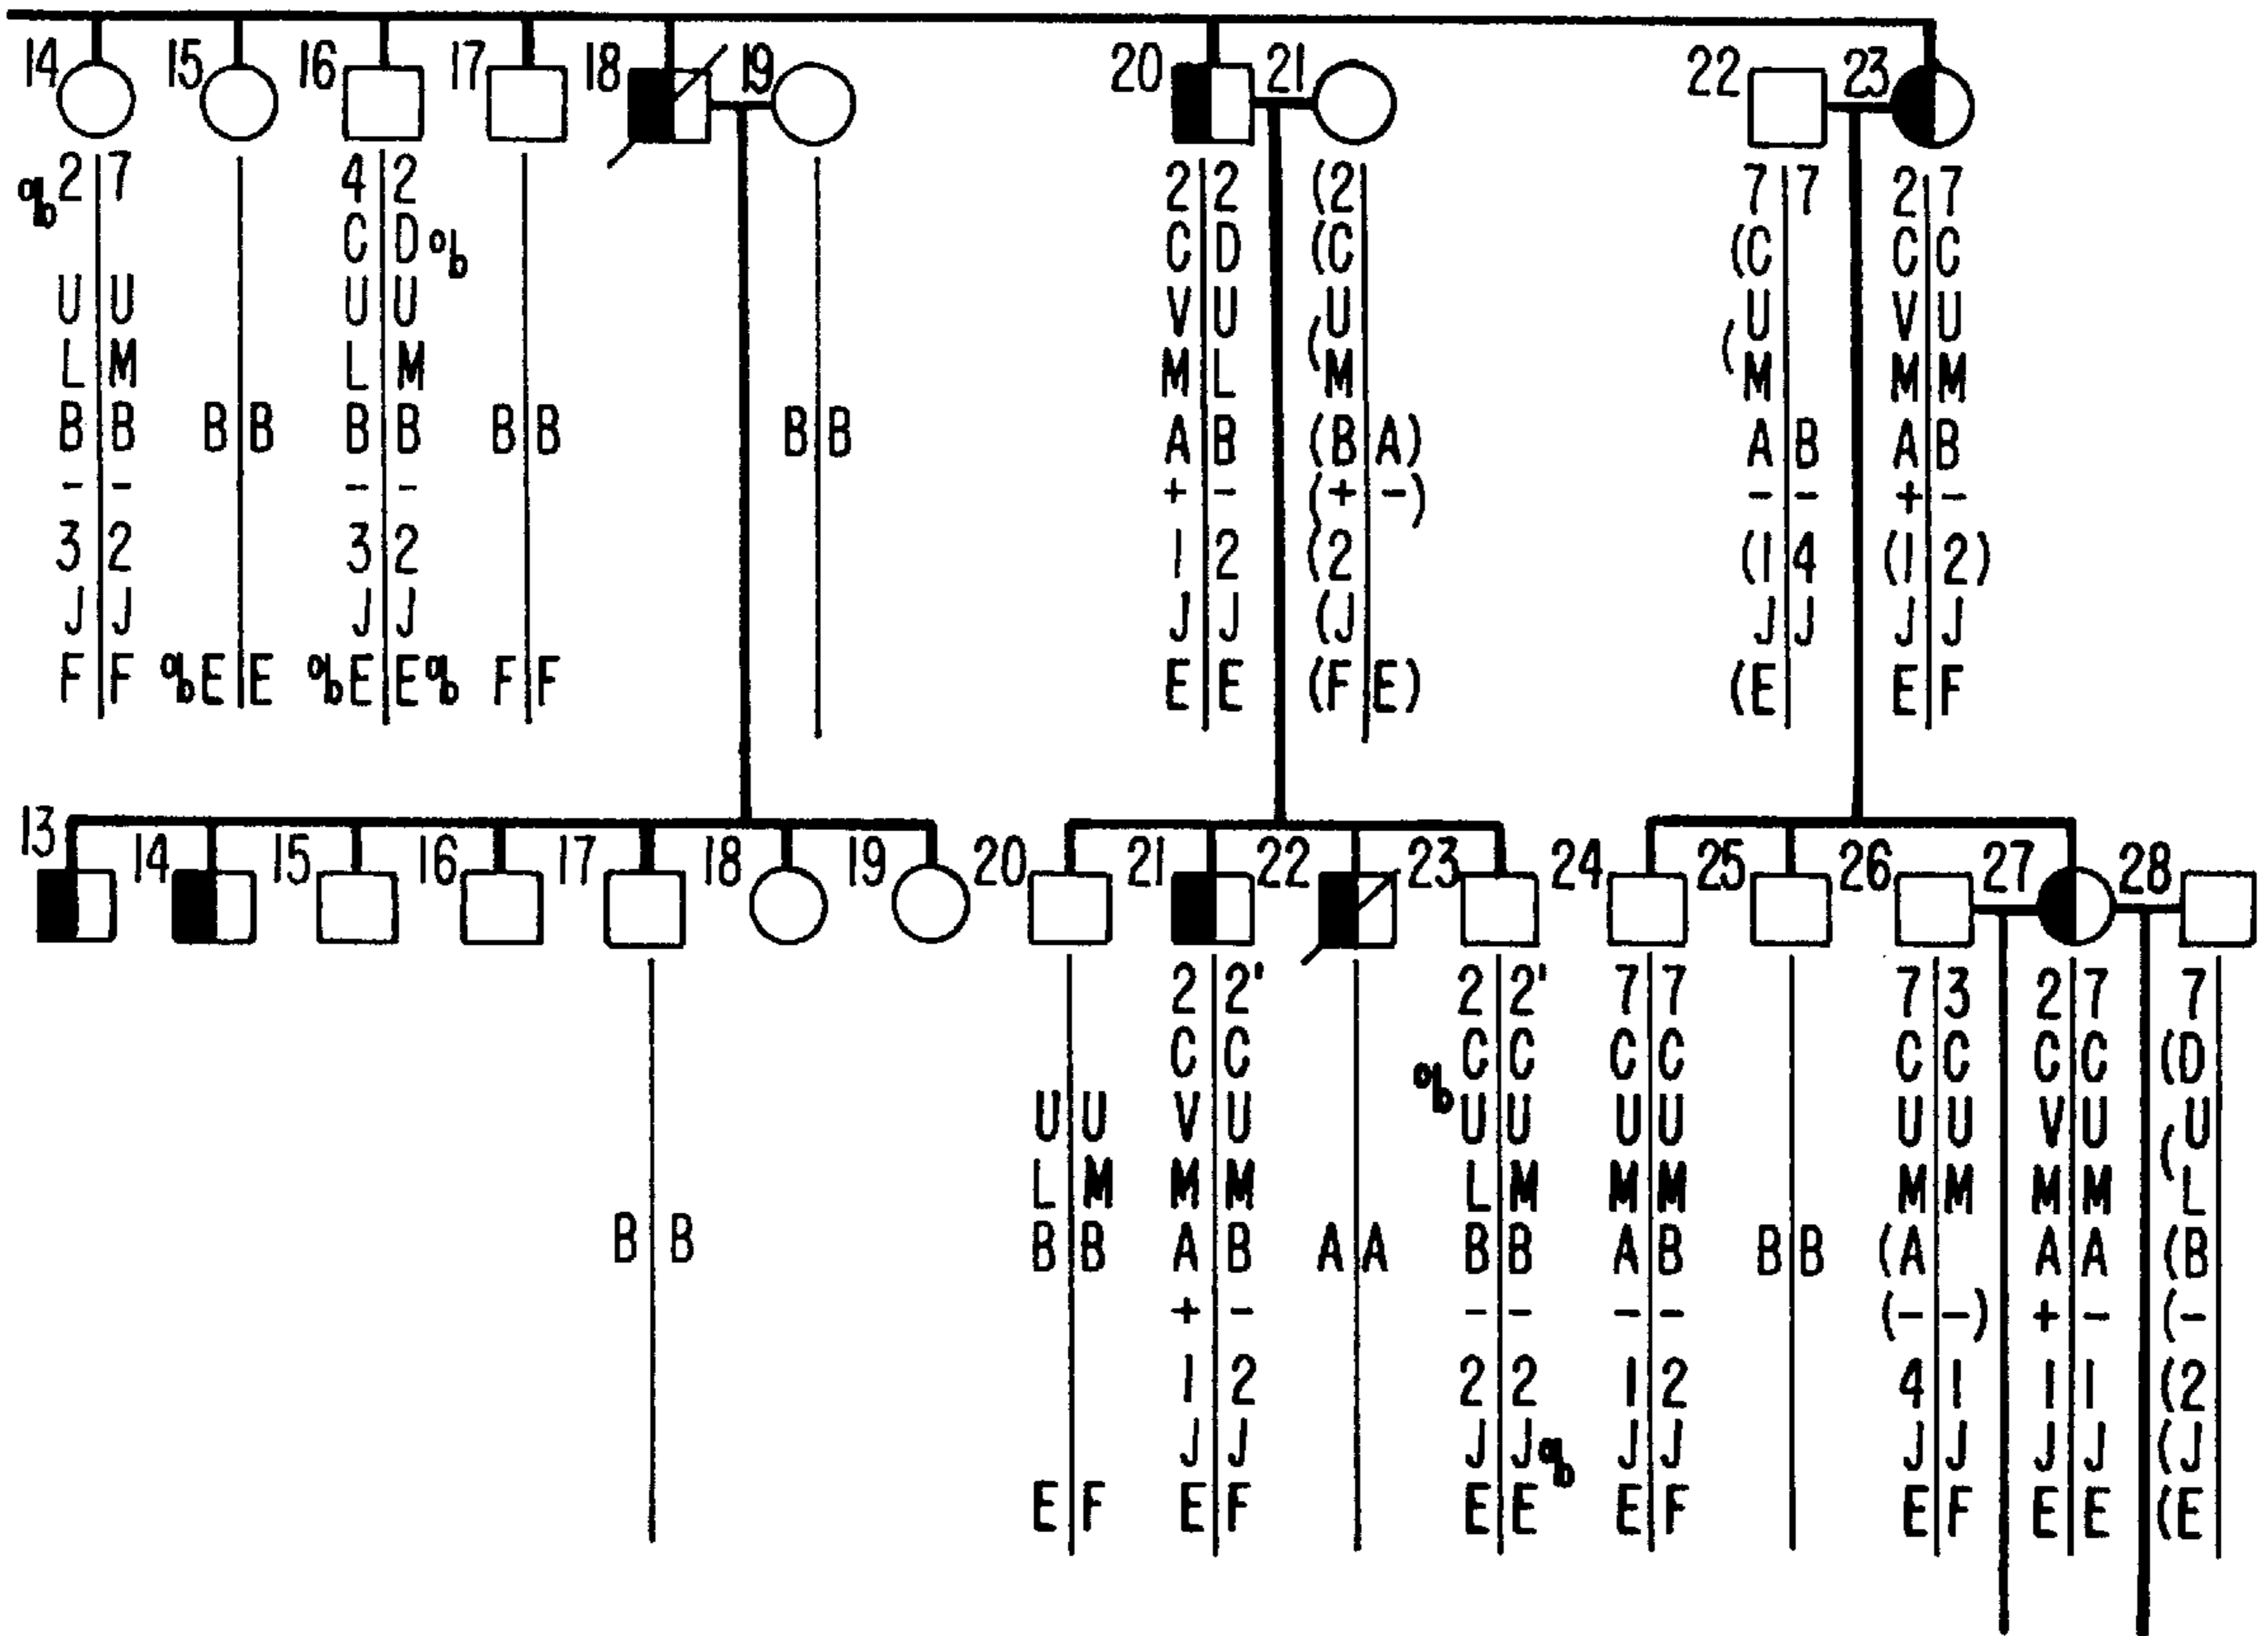 14 15 16 17 18 19 20 21 22 23
% 2 7 4 2 2 2 (2 7 7 2 7
C D % C D (C (C C C
U U U U V U (U (U V U
L M L M M L (M (M M M
B B B B B B B B B B A B (B A) A B A B
- - - - + - (+ -) - - + -
3 2 3 2 1 2 (2 (1 4 (1 2)
J J J J J J (J J J J J
F F % E E % E E % F F E E (F E) (E E F
13 14 15 16 17 18 19 20 21 22 23 24 25 26 27 28
2 2' 2 2' 7 7 7 3 2 7 7
C C % C C C C C C C C (D
U U V U U U U U U U V U (U
L M M M L M M M M M M M (L
B B B B A B A A B B A B B B (A A A (B
+ - - - - - (- -) + - (-
1 2 2 2 1 2 4 1 1 1 (2
J J J J % J J J J J J (J
E F E F E E E F E F E E (E